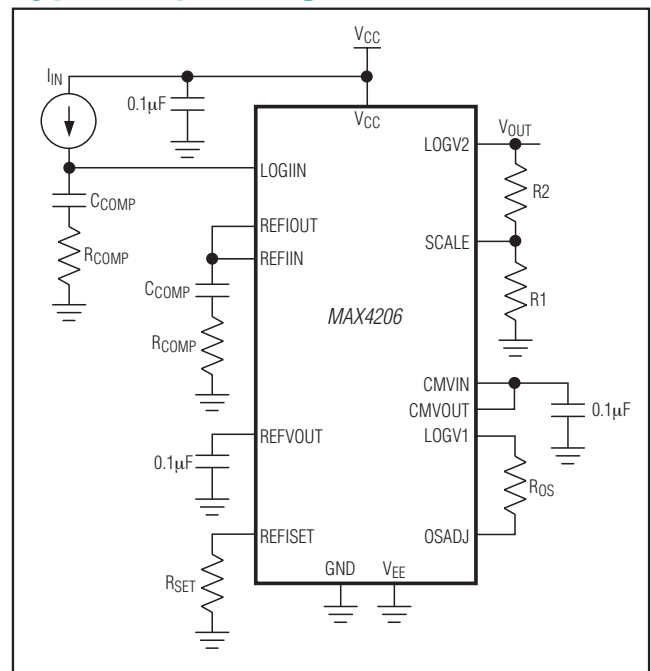 VCC
IIN
0.1μF
VCC
LOGV2
VOUT
LOGIIN
R2
CCOMP
REFIOUT
SCALE
RCOMP
REFIIN
R1
CCOMP
MAX4206
RCOMP
CMVIN
CMVOUT
0.1μF
REFVOUT
LOGV1
0.1μF
ROS
REFISET
OSADJ
RSET
GND
VEE